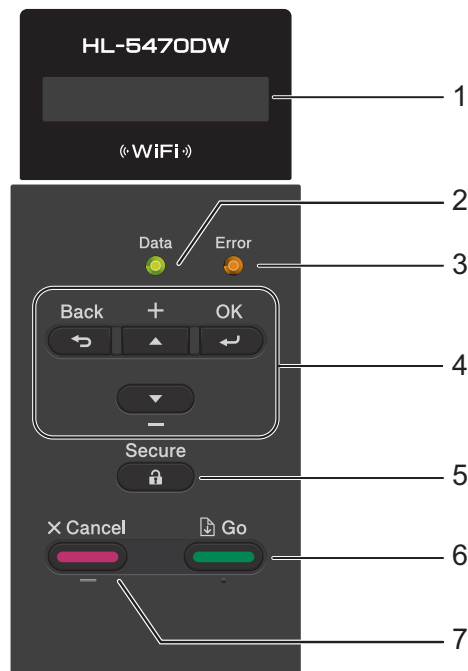 HL-5470DW
WiFi
1
2
Data Error
3
Back + OK
4
−
Secure
5
Cancel Go
6
7